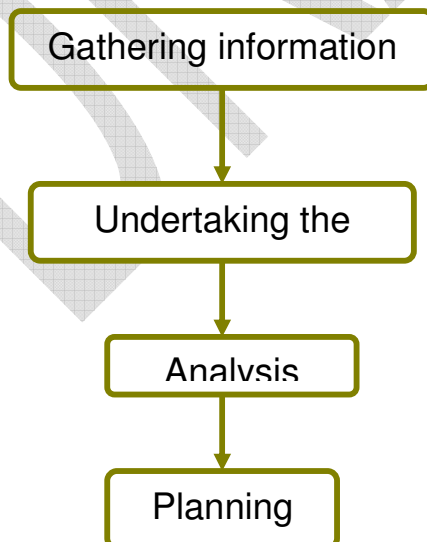 Gathering information
Undertaking the
Analysis
Planning